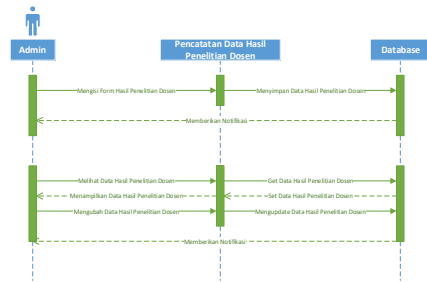 Admin
Pencatatan Data Hasil
Penelitian Dosen
Database
Mengisi Form Hasil Penelitian Dosen
Menyimpan Data Hasil Penelitian Dosen
Memberikan Notifikasi
Melihat Data Hasil Penelitian Dosen
Get Data Hasil Penelitian Dosen
Menampilkan Data Hasil Penelitian Dosen
Set Data Hasil Penelitian Dosen
Mengubah Data Hasil Penelitian Dosen
Mengupdate Data Hasil Penelitian Dosen
Memberikan Notifikasi